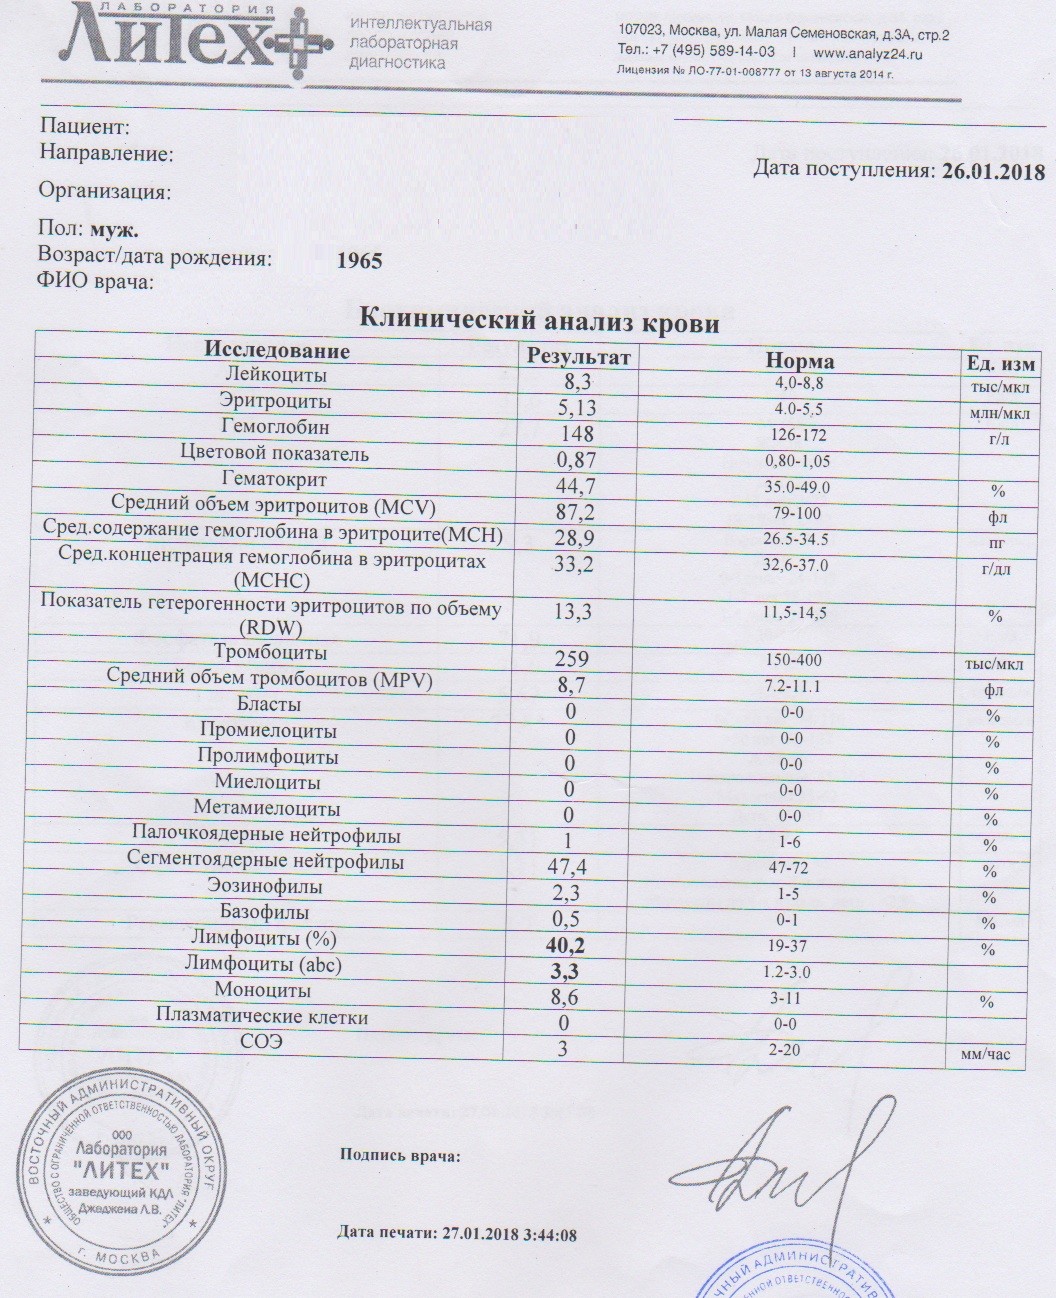 ЛАБОРАТОРИЯ
ЛиТех
интеллектуальная
лабораторная
диагностика
107023, Москва, ул. Малая Семеновская, д.3А, стр.2
Тел.: +7 (495) 589-14-03 | www.analyz24.ru
Лицензия № ЛО-77-01-008777 от 13 августа 2014 г.
Пациент:
Направление:
Дата поступления: 26.01.2018
Организация:
Пол: муж.
Возраст/дата рождения: 1965
ФИО врача:
Клинический анализ крови
Исследование Результат Норма Ед. изм
Лейкоциты 8,3 4,0-8,8 тыс/мкл
Эритроциты 5,13 4.0-5,5 млн/мкл
Гемоглобин 148 126-172 г/л
Цветовой показатель 0,87 0,80-1,05
Гематокрит 44,7 35.0-49.0 %
Средний объем эритроцитов (MCV) 87,2 79-100 фл
Сред.содержание гемоглобина в эритроците(MCH) 28,9 26.5-34.5 пг
Сред.концентрация гемоглобина в эритроцитах 33,2 32,6-37.0 г/дл
(MCHC)
Показатель гетерогенности эритроцитов по объему 13,3 11,5-14,5 %
(RDW)
Тромбоциты 259 150-400 тыс/мкл
Средний объем тромбоцитов (MPV) 8,7 7.2-11.1 фл
Бласты 0 0-0 %
Промиелоциты 0 0-0 %
Пролимфоциты 0 0-0 %
Миелоциты 0 0-0 %
Метамиелоциты 0 0-0 %
Палочкоядерные нейтрофилы 1 1-6 %
Сегментоядерные нейтрофилы 47,4 47-72 %
Эозинофилы 2,3 1-5 %
Базофилы 0,5 0-1 %
Лимфоциты (%) 40,2 19-37 %
Лимфоциты (abc) 3,3 1.2-3.0
Моноциты 8,6 3-11 %
Плазматические клетки 0 0-0
СОЭ 3 2-20 мм/час
ВОСТОЧНЫЙ АДМИНИСТРАТИВНЫЙ ОКРУГ
ОБЩЕСТВО С ОГРАНИЧЕННОЙ ОТВЕТСТВЕННОСТЬЮ ЛАБОРАТОРИЯ "ЛИТЕХ"
ООО
Лаборатория
"ЛИТЕХ"
заведующий КДЛ
Джеджеиа Л.В.
г. МОСКВА
Подпись врача:
Дата печати: 27.01.2018 3:44:08